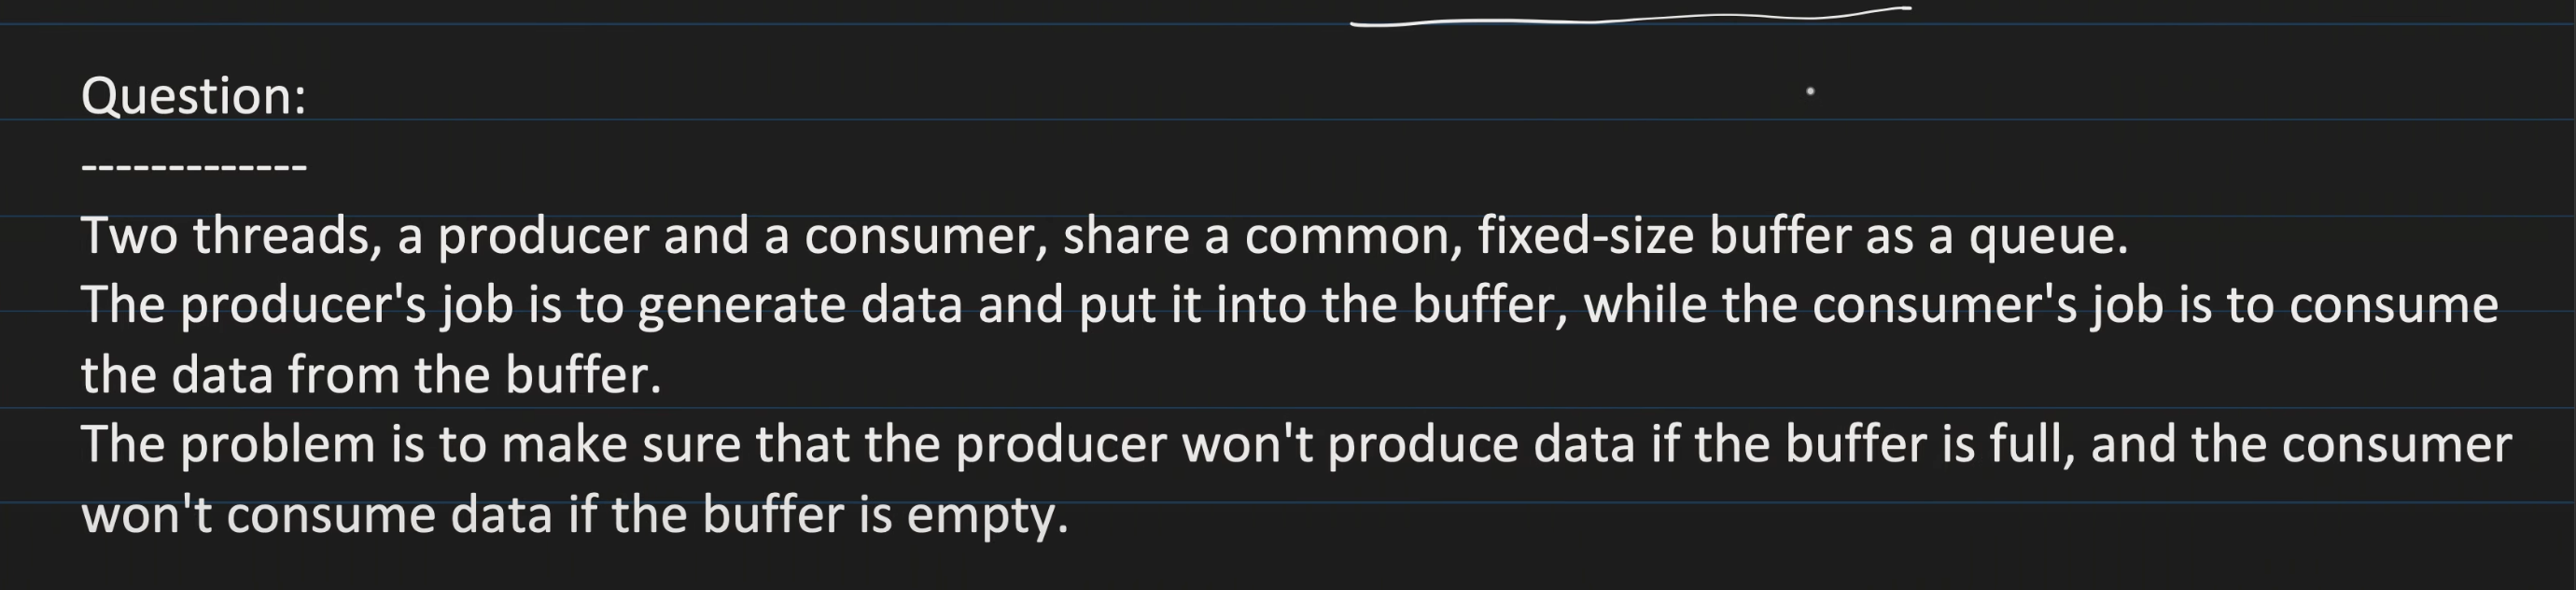 Question:
-------------
Two threads, a producer and a consumer, share a common, fixed-size buffer as a queue.
The producer's job is to generate data and put it into the buffer, while the consumer's job is to consume
the data from the buffer.
The problem is to make sure that the producer won't produce data if the buffer is full, and the consumer
won't consume data if the buffer is empty.